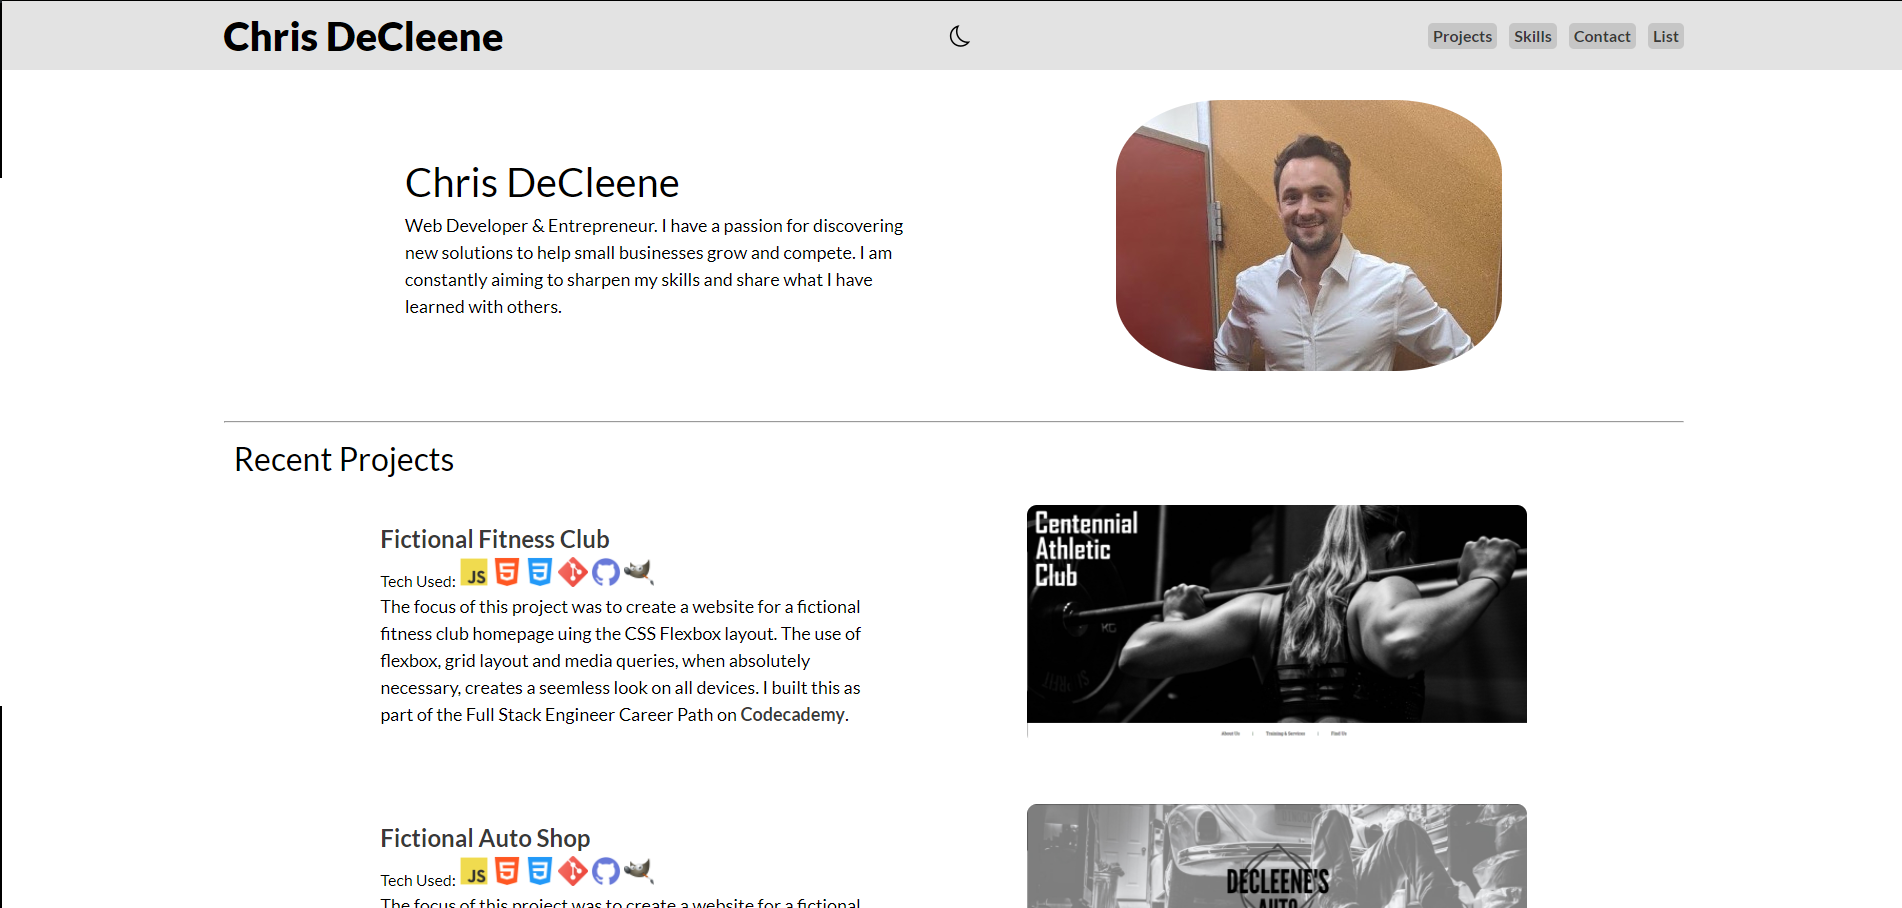 Chris DeCleene
Projects Skills Contact List
Chris DeCleene
Web Developer & Entrepreneur. I have a passion for discovering
new solutions to help small businesses grow and compete. I am
constantly aiming to sharpen my skills and share what I have
learned with others.
Recent Projects
Fictional Fitness Club
Tech Used: JS 5 3
The focus of this project was to create a website for a fictional
fitness club homepage uing the CSS Flexbox layout. The use of
flexbox, grid layout and media queries, when absolutely
necessary, creates a seemless look on all devices. I built this as
part of the Full Stack Engineer Career Path on Codecademy.
Centennial
Athletic
Club
KG
About Us | Training & Services | Find Us
Fictional Auto Shop
Tech Used: JS 5 3
The focus of this project was to create a website for a fictional
DECLEENE'S
AUTO